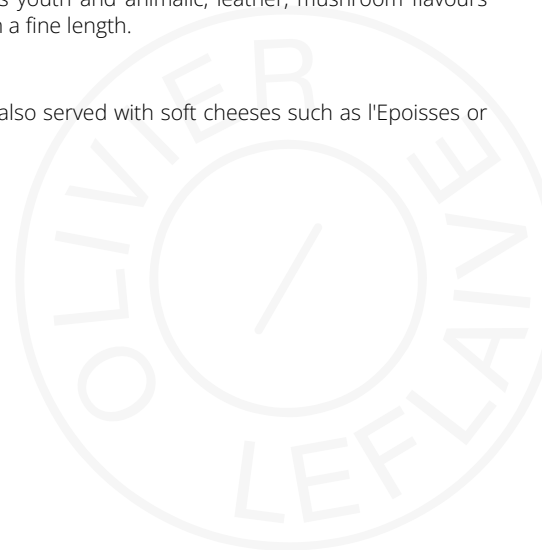 s youth and animalic, leather, mushroom flavours
a fine length.
also served with soft cheeses such as l'Epoisses or
OLIVIER
LEFLAIVE